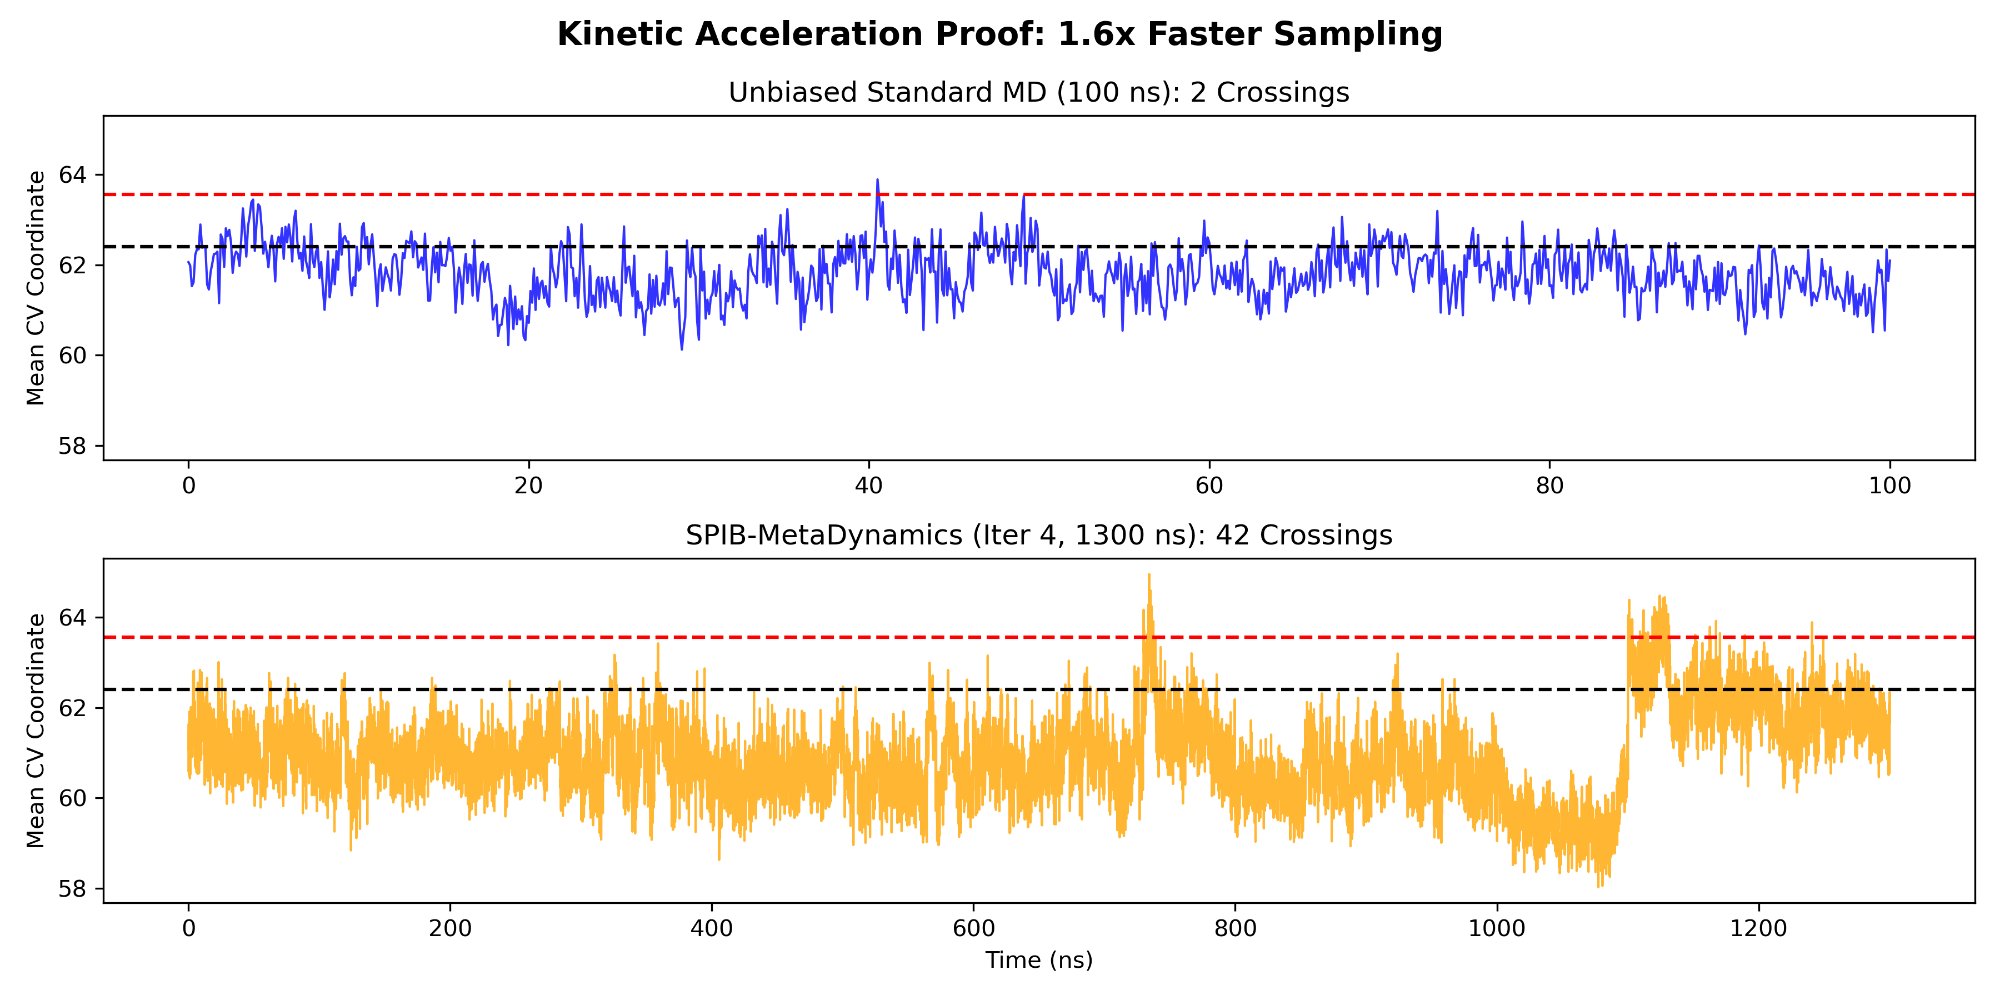 Kinetic Acceleration Proof: 1.6x Faster Sampling
Unbiased Standard MD (100 ns): 2 Crossings
Mean CV Coordinate
64
62
60
58
0 20 40 60 80 100
SPIB-MetaDynamics (Iter 4, 1300 ns): 42 Crossings
Mean CV Coordinate
64
62
60
58
0 200 400 600 800 1000 1200
Time (ns)